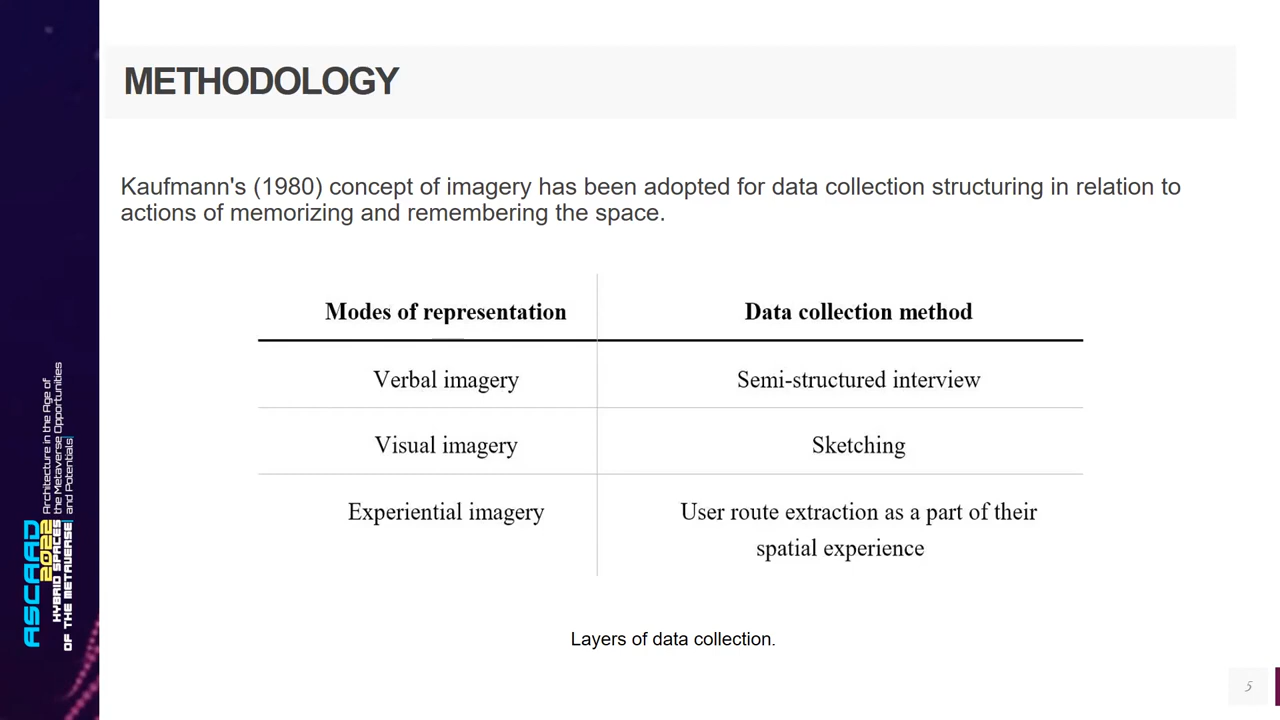 METHODOLOGY
Kaufmann's (1980) concept of imagery has been adopted for data collection structuring in relation to
actions of memorizing and remembering the space.
Modes of representation
Data collection method
Verbal imagery
Semi-structured interview
Visual imagery
Sketching
Experiential imagery
User route extraction as a part of their
spatial experience
Layers of data collection.
ASCAAD
2022
Architecture in the Age of
the Metaverse Opportunities
and Potentials
HYBRID SPACES
OF THE METAVERSE
5